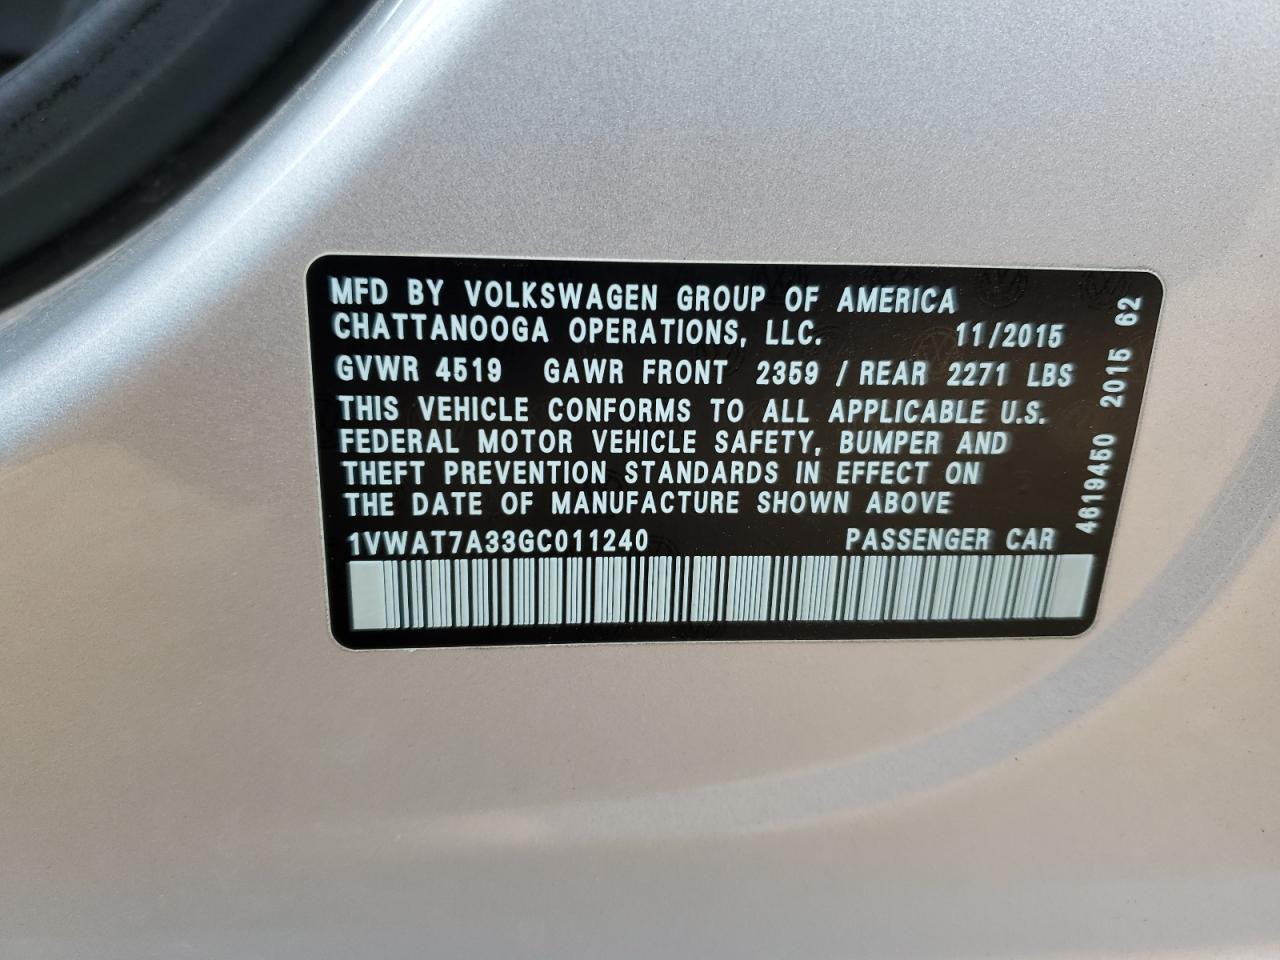 MFD BY VOLKSWAGEN GROUP OF AMERICA
CHATTANOOGA OPERATIONS, LLC. 11/2015
GVWR 4519 GAWR FRONT 2359 / REAR 2271 LBS
THIS VEHICLE CONFORMS TO ALL APPLICABLE U.S.
FEDERAL MOTOR VEHICLE SAFETY, BUMPER AND
THEFT PREVENTION STANDARDS IN EFFECT ON
THE DATE OF MANUFACTURE SHOWN ABOVE
1VWAT7A33GC011240 PASSENGER CAR
4619450 2015 62